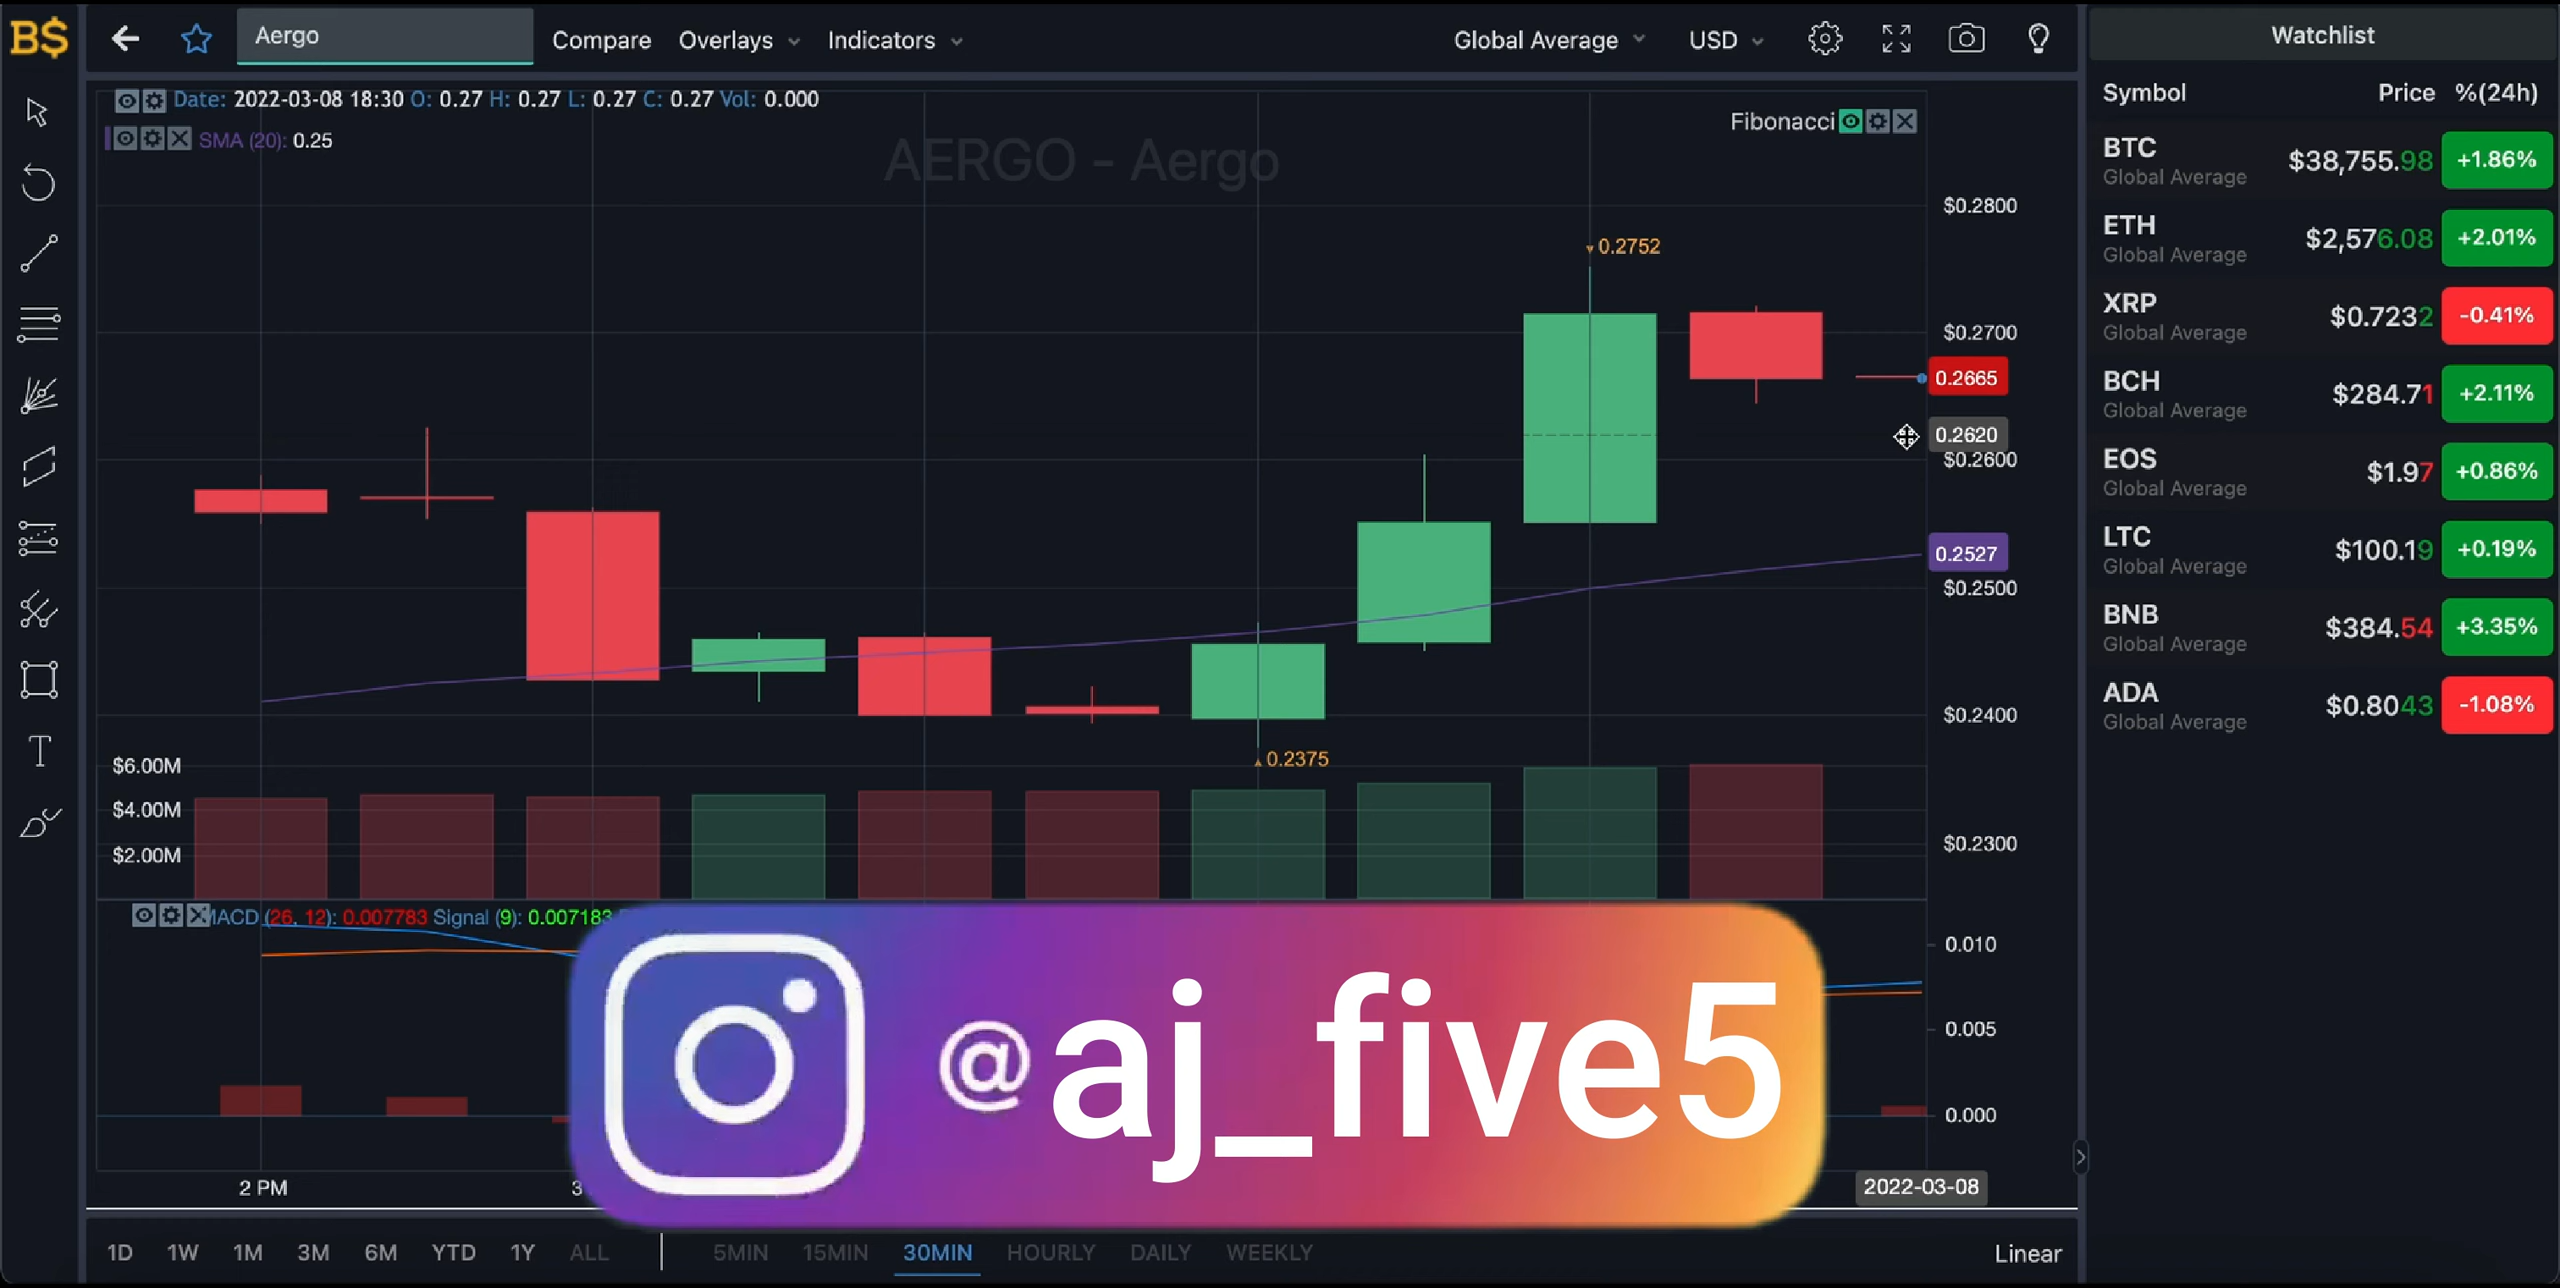 B$
Aergo
Compare
Overlays
Indicators
Global Average
USD
Date: 2022-03-08 18:30 O: 0.27 H: 0.27 L: 0.27 C: 0.27 Vol: 0.000
SMA (20): 0.25
Fibonacci
AERGO - Aergo
$0.2800
0.2752
$0.2700
0.2665
0.2620
$0.2600
0.2527
$0.2500
$0.2400
0.2375
$6.00M
$4.00M
$2.00M
$0.2300
MACD (26, 12): 0.007783 Signal (9): 0.007183
0.010
0.005
0.000
@aj_five5
2 PM
3
2022-03-08
1D 1W 1M 3M 6M YTD 1Y ALL
5MIN 15MIN 30MIN HOURLY DAILY WEEKLY
Linear
Watchlist
Symbol Price %(24h)
BTC $38,755.98 +1.86%
Global Average
ETH $2,576.08 +2.01%
Global Average
XRP $0.7232 -0.41%
Global Average
BCH $284.71 +2.11%
Global Average
EOS $1.97 +0.86%
Global Average
LTC $100.19 +0.19%
Global Average
BNB $384.54 +3.35%
Global Average
ADA $0.8043 -1.08%
Global Average